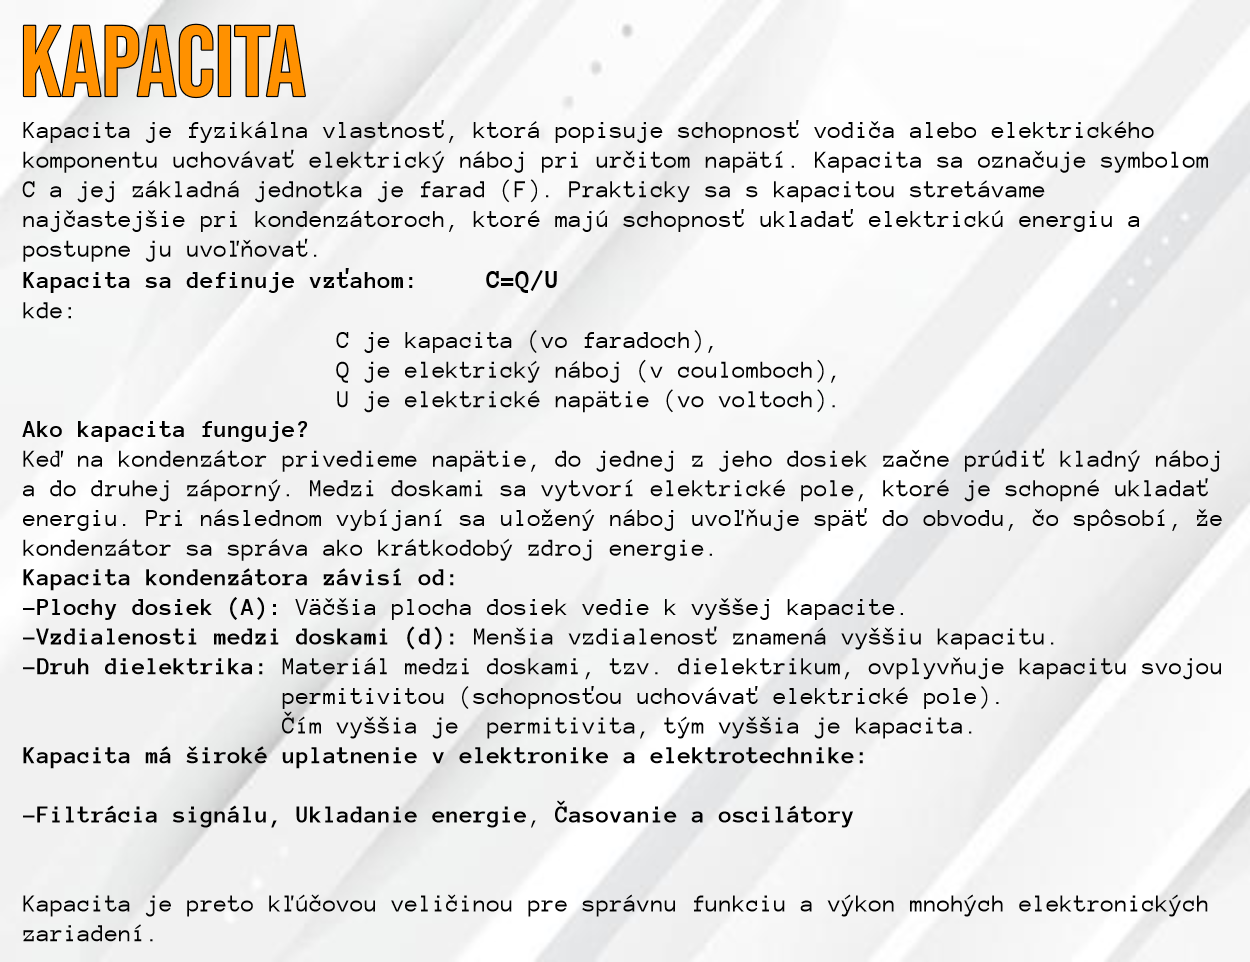 KAPACITA
Kapacita je fyzikálna vlastnosť, ktorá popisuje schopnosť vodiča alebo elektrického
komponentu uchovávať elektrický náboj pri určitom napätí. Kapacita sa označuje symbolom
C a jej základná jednotka je farad (F). Prakticky sa s kapacitou stretávame
najčastejšie pri kondenzátoroch, ktoré majú schopnosť ukladať elektrickú energiu a
postupne ju uvoľňovať.
Kapacita sa definuje vzťahom: C=Q/U
kde:
C je kapacita (vo faradoch),
Q je elektrický náboj (v coulomboch),
U je elektrické napätie (vo voltoch).
Ako kapacita funguje?
Keď na kondenzátor privedieme napätie, do jednej z jeho dosiek začne prúdiť kladný náboj
a do druhej záporný. Medzi doskami sa vytvorí elektrické pole, ktoré je schopné ukladať
energiu. Pri následnom vybíjaní sa uložený náboj uvoľňuje späť do obvodu, čo spôsobí, že
kondenzátor sa správa ako krátkodobý zdroj energie.
Kapacita kondenzátora závisí od:
-Plochy dosiek (A): Väčšia plocha dosiek vedie k vyššej kapacite.
-Vzdialenosti medzi doskami (d): Menšia vzdialenosť znamená vyššiu kapacitu.
-Druh dielektrika: Materiál medzi doskami, tzv. dielektrikum, ovplyvňuje kapacitu svojou
permitivitou (schopnosťou uchovávať elektrické pole).
Čím vyššia je  permitivita, tým vyššia je kapacita.
Kapacita má široké uplatnenie v elektronike a elektrotechnike:
-Filtrácia signálu, Ukladanie energie, Časovanie a oscilátory
Kapacita je preto kľúčovou veličinou pre správnu funkciu a výkon mnohých elektronických
zariadení.